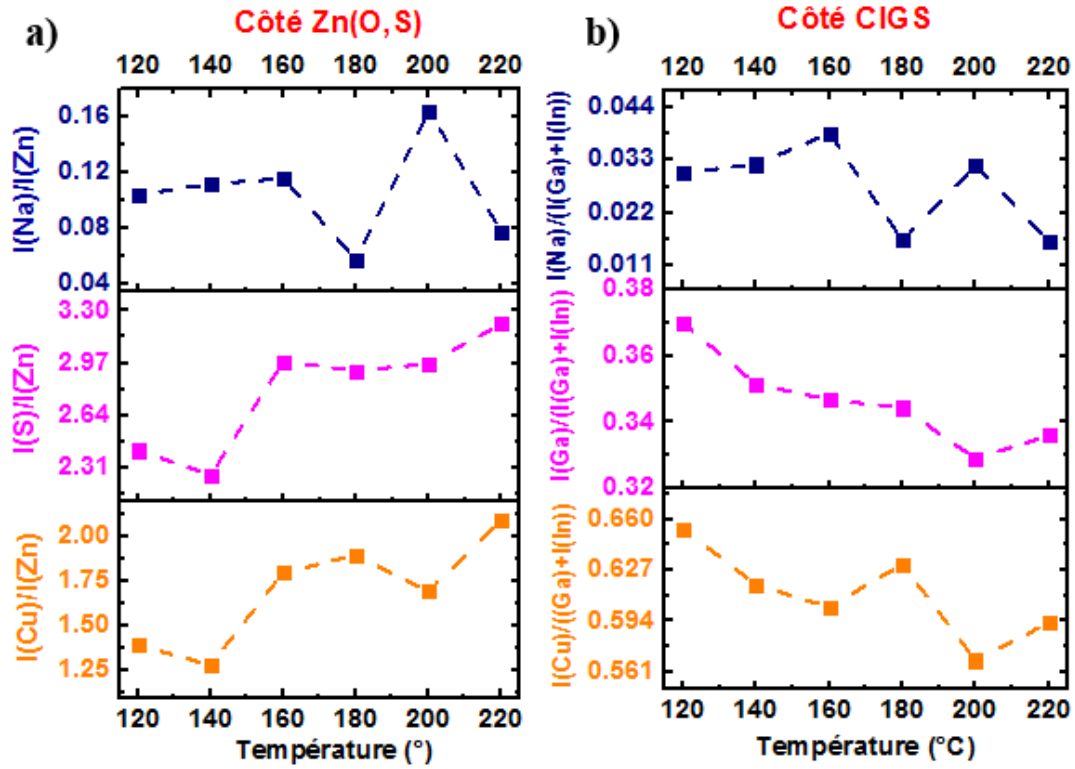 a)
Côté Zn(O, S)
120 140 160 180 200 220
I(Na)/I(Zn)
0.16
0.12
0.08
0.04
I(S)/I(Zn)
3.30
2.97
2.64
2.31
I(Cu)/I(Zn)
2.00
1.75
1.50
1.25
120 140 160 180 200 220
Température (°)
b)
Côté CIGS
120 140 160 180 200 220
I(Na)/(I(Ga)+I(In))
0.044
0.033
0.022
0.011
I(Ga)/(I(Ga)+I(In))
0.38
0.36
0.34
0.32
I(Cu)/((Ga)+I(In))
0.660
0.627
0.594
0.561
120 140 160 180 200 220
Température (°C)